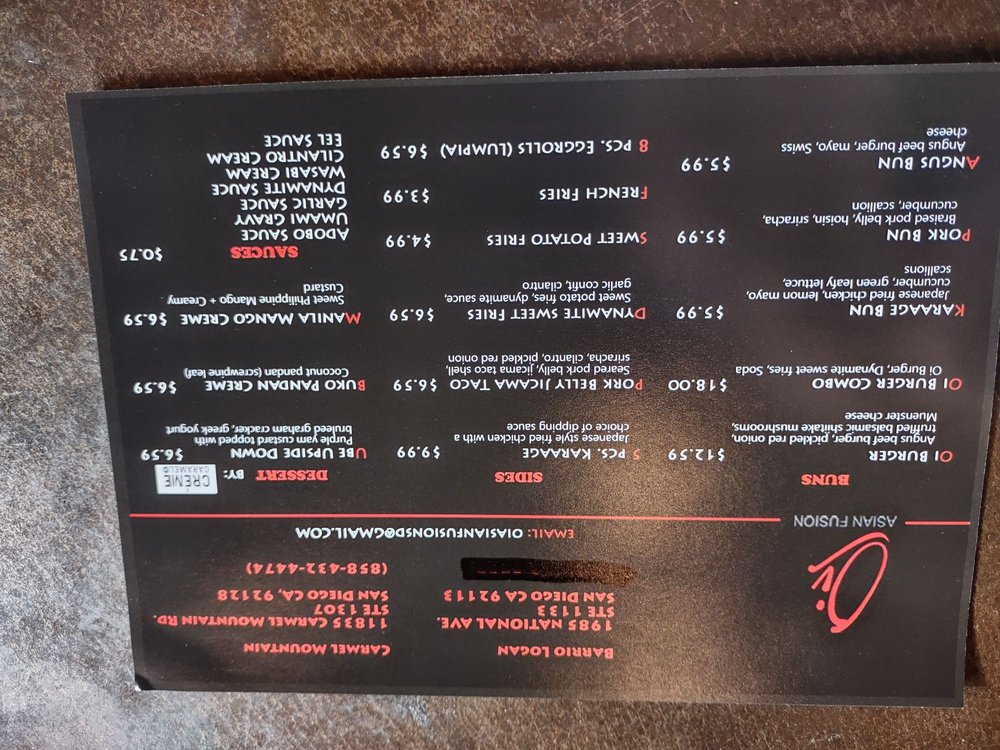 Oi
ASIAN FUSION
BARRIO LOGAN
1985 NATIONAL AVE.
STE 1133
SAN DIEGO CA 92113
CARMEL MOUNTAIN
11835 CARMEL MOUNTAIN RD.
STE 1307
SAN DIEGO CA, 92128
(858-432-4474)
EMAIL: OIASIANFUSIONSD@GMAIL.COM
BUNS
OI BURGER $12.59
Angus beef burger, pickled red onion,
truffled balsamic shitake mushrooms,
Muenster cheese
OI BURGER COMBO $18.00
Oi Burger, Dynamite sweet fries, Soda
KARAAGE BUN $5.99
Japanese fried chicken, lemon mayo,
cucumber, green leafy lettuce,
scallions
PORK BUN $5.99
Braised pork belly, hoisin, sriracha,
cucumber, scallion
ANGUS BUN $5.99
Angus beef burger, mayo, Swiss
cheese
SIDES
5 PCS. KARAAGE $9.99
Japanese style fried chicken with a
choice of dipping sauce
PORK BELLY JICAMA TACO $6.59
Seared pork belly, jicama taco shell,
sriracha, cilantro, pickled red onion
DYNAMITE SWEET FRIES $6.59
Sweet potato fries, dynamite sauce,
garlic confit, cilantro
SWEET POTATO FRIES $4.99
FRENCH FRIES $3.99
8 PCS. EGGROLLS (LUMPIA) $6.59
DESSERT BY: CRÈME
CARAMEL
UBE UPSIDE DOWN $6.59
Purple yam custard topped with
bruleed graham cracker, greek yogurt
BUKO PANDAN CREME $6.59
Coconut pandan (screwpine leaf)
MANILA MANGO CREME $6.59
Sweet Philippine Mango + Creamy
Custard
SAUCES $0.75
ADOBO SAUCE
UMAMI GRAVY
GARLIC SAUCE
DYNAMITE SAUCE
WASABI CREAM
CILANTRO CREAM
EEL SAUCE